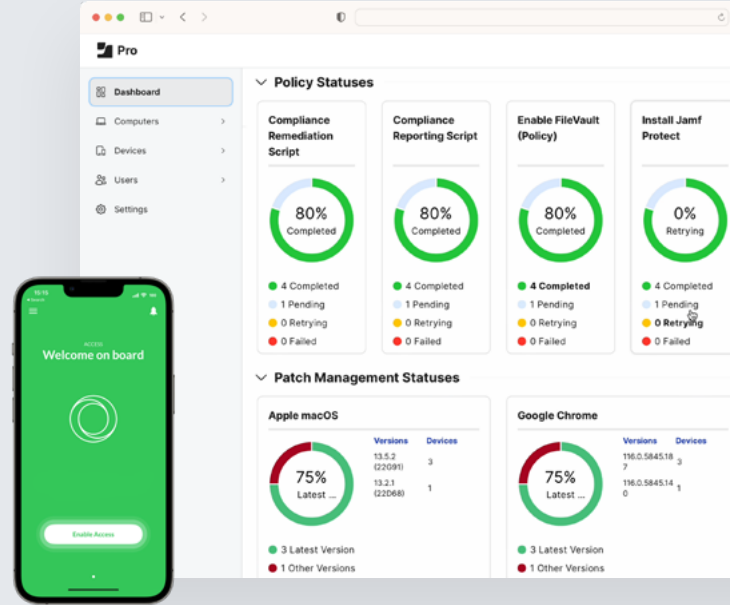 Pro
Dashboard
Computers
Devices
Users
Settings
Policy Statuses
Compliance
Remediation
Script
80%
Completed
4 Completed
1 Pending
0 Retrying
0 Failed
Compliance
Reporting Script
80%
Completed
4 Completed
1 Pending
0 Retrying
0 Failed
Enable FileVault
(Policy)
80%
Completed
4 Completed
1 Pending
0 Retrying
0 Failed
Install Jamf
Protect
0%
Retrying
4 Completed
1 Pending
0 Retrying
0 Failed
Patch Management Statuses
Apple macOS
75%
Latest ...
Versions Devices
13.5.2
(22G91) 3
13.2.1
(22D68) 1
3 Latest Version
1 Other Versions
Google Chrome
75%
Latest ...
Versions Devices
116.0.5845.18
7 3
116.0.5845.14
0 1
3 Latest Version
1 Other Versions
15:15
ACCESS
Welcome on board
Enable Access